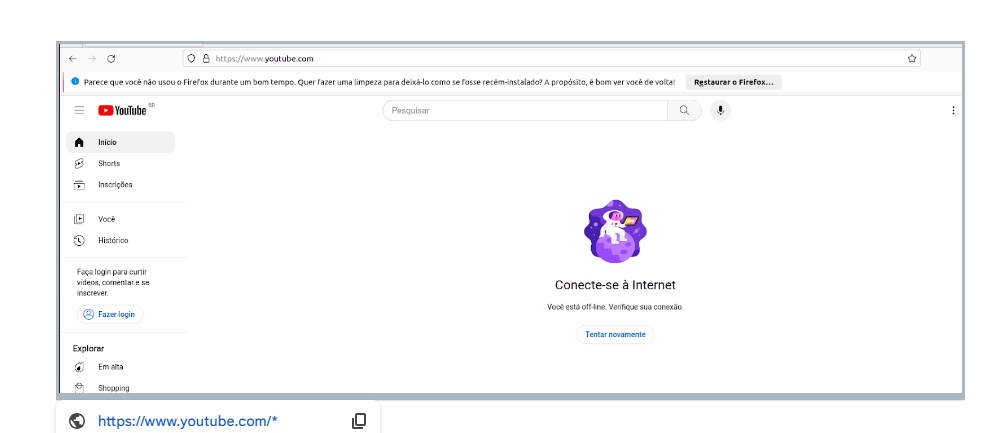 https://www.youtube.com
Parece que você não usou o Firefox durante um bom tempo. Quer fazer uma limpeza para deixá-lo como se fosse recém-instalado? A propósito, é bom ver você de volta! Restaurar o Firefox...
YouTube BR
Pesquisar
Início
Shorts
Inscrições
Você
Histórico
Faça login para curtir
vídeos, comentar e se
inscrever.
Fazer login
Explorar
Em alta
Shopping
Conecte-se à Internet
Você está off-line. Verifique sua conexão.
Tentar novamente
https://www.youtube.com/*